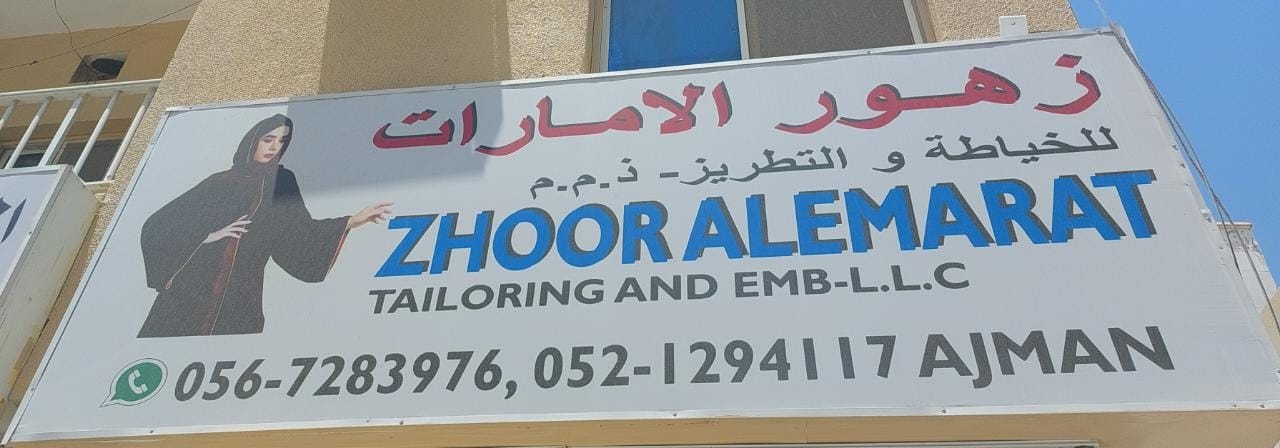 زهور الامارات
للخياطة و التطريز- ذ.م.م
ZHOOR ALEMARAT
TAILORING AND EMB-L.L.C
056-7283976, 052-1294117 AJMAN